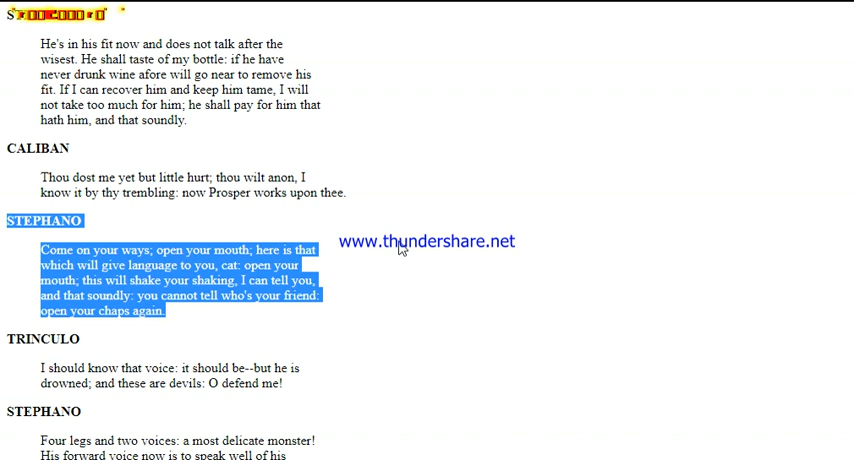 He's in his fit now and does not talk after the
wisest. He shall taste of my bottle: if he have
never drunk wine afore will go near to remove his
fit. If I can recover him and keep him tame, I will
not take too much for him; he shall pay for him that
hath him, and that soundly.
CALIBAN
Thou dost me yet but little hurt; thou wilt anon, I
know it by thy trembling: now Prosper works upon thee.
STEPHANO
www.thundershare.net
Come on your ways; open your mouth; here is that
which will give language to you, cat: open your
mouth; this will shake your shaking, I can tell you,
and that soundly: you cannot tell who's your friend:
open your chaps again.
TRINCULO
I should know that voice: it should be--but he is
drowned; and these are devils: O defend me!
STEPHANO
Four legs and two voices: a most delicate monster!
His forward voice now is to speak well of his